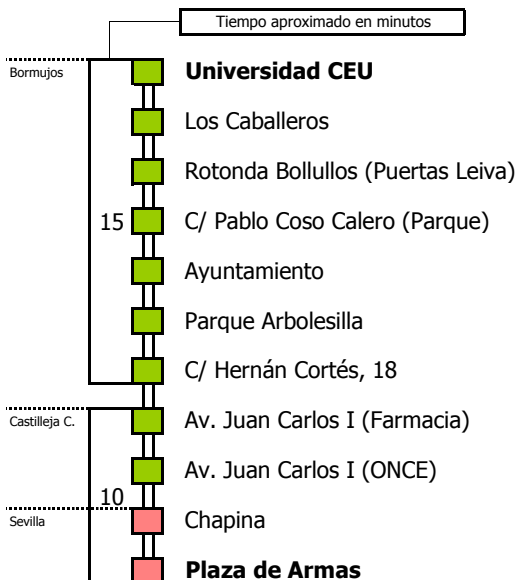 Tiempo aproximado en minutos
Bormujos
Universidad CEU
Los Caballeros
Rotonda Bollullos (Puertas Leiva)
15
C/ Pablo Coso Calero (Parque)
Ayuntamiento
Parque Arbolesilla
C/ Hernán Cortés, 18
Castilleja C.
Av. Juan Carlos I (Farmacia)
Av. Juan Carlos I (ONCE)
10
Sevilla
Chapina
Plaza de Armas